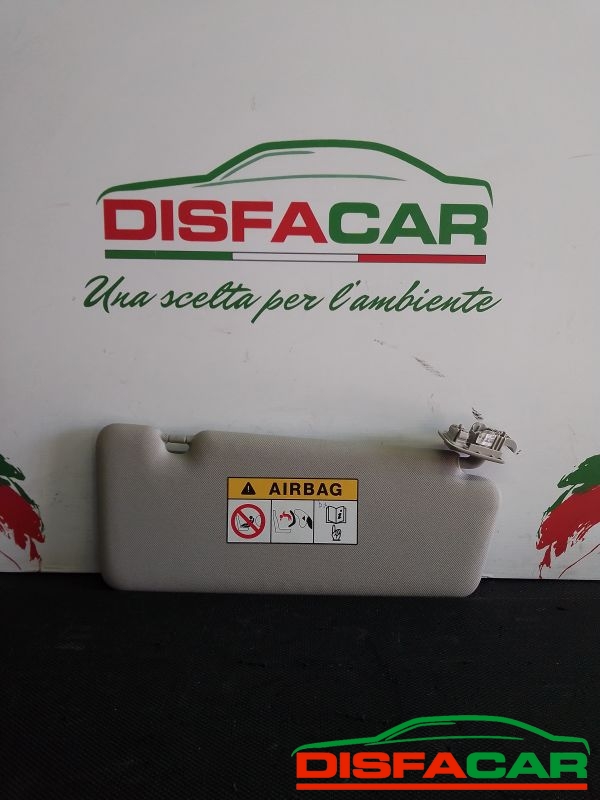 DISFACAR
Una scelta per l'ambiente
AIRBAG
DISFACAR